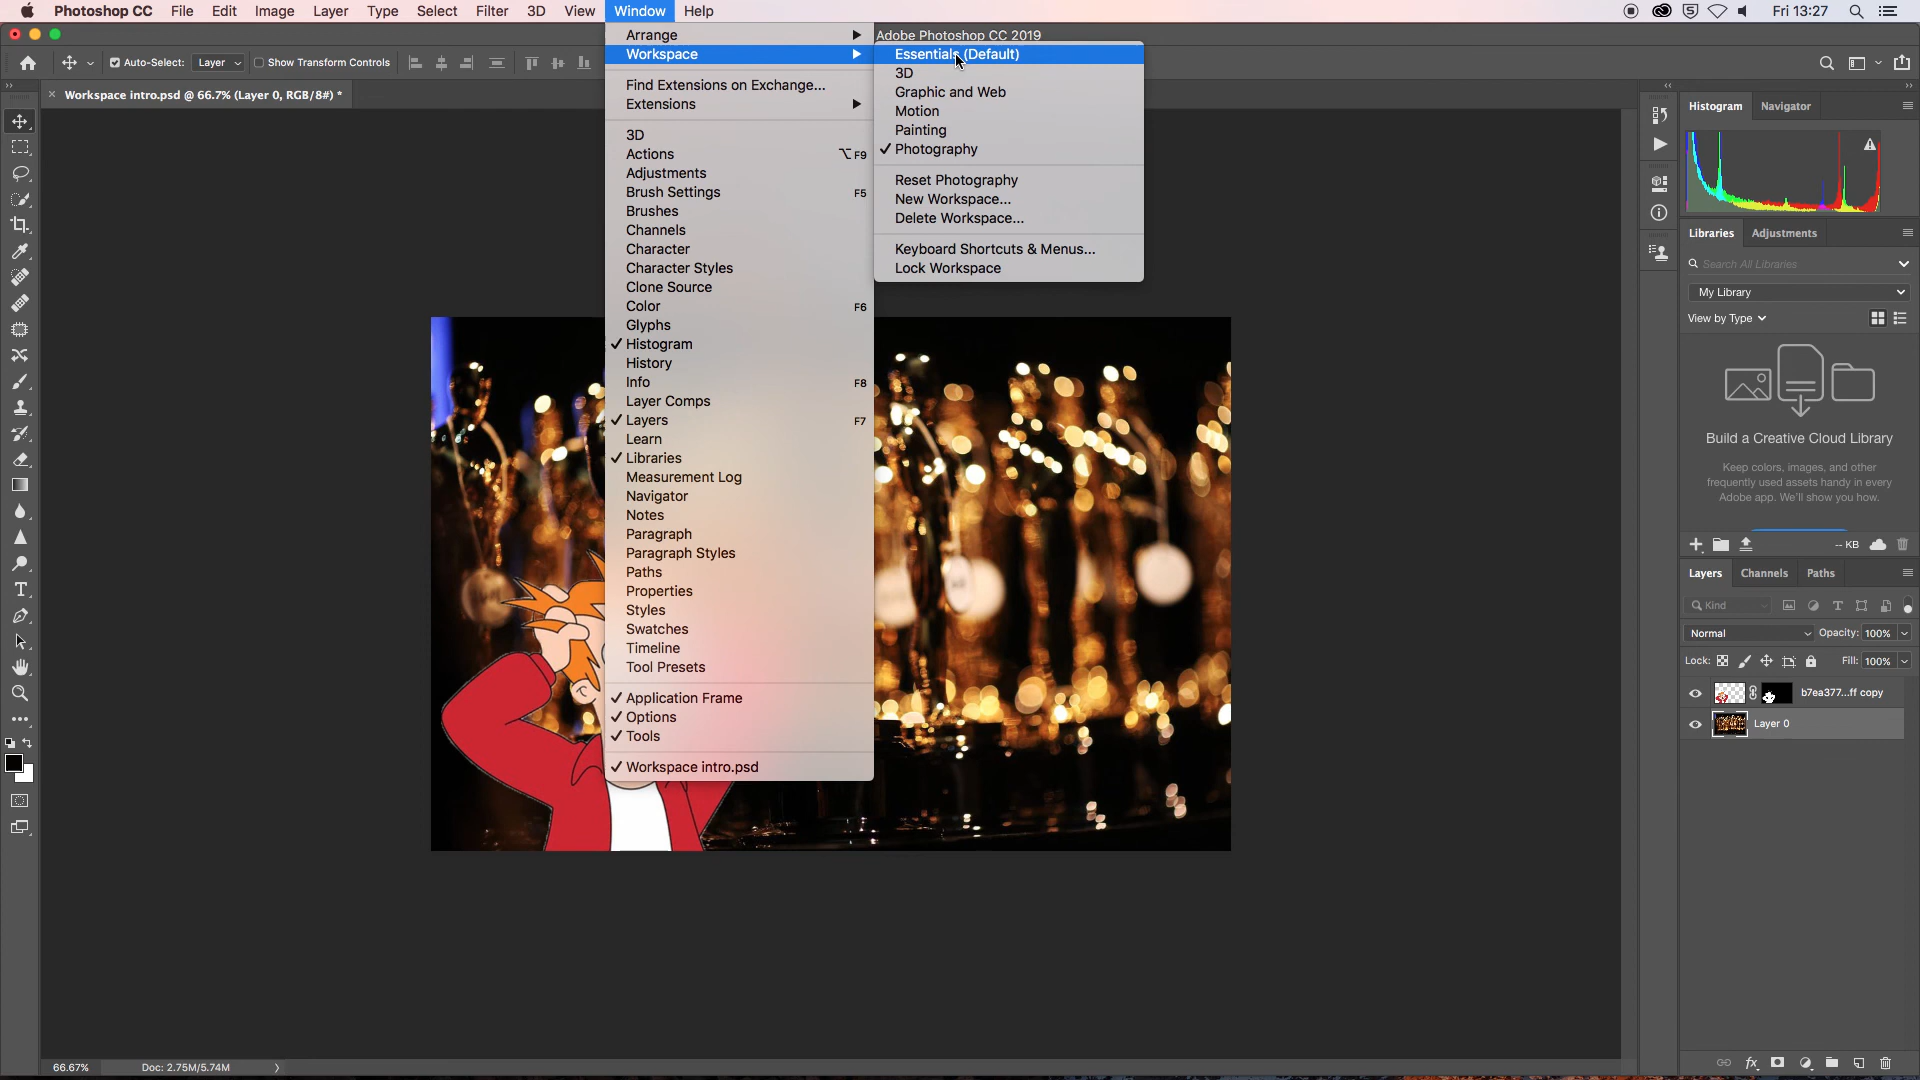 Photoshop CC File Edit Image Layer Type Select Filter 3D View Window Help Fri 13:27
Adobe Photoshop CC 2019
Auto-Select: Layer Show Transform Controls
Workspace intro.psd @ 66.7% (Layer 0, RGB/8#) *
Arrange
Workspace
Find Extensions on Exchange...
Extensions
3D
Actions ⌥F9
Adjustments
Brush Settings F5
Brushes
Channels
Character
Character Styles
Clone Source
Color F6
Glyphs
Histogram
History
Info F8
Layer Comps
Layers F7
Learn
Libraries
Measurement Log
Navigator
Notes
Paragraph
Paragraph Styles
Paths
Properties
Styles
Swatches
Timeline
Tool Presets
Application Frame
Options
Tools
Workspace intro.psd
Essentials (Default)
3D
Graphic and Web
Motion
Painting
Photography
Reset Photography
New Workspace...
Delete Workspace...
Keyboard Shortcuts & Menus...
Lock Workspace
Histogram Navigator
Libraries Adjustments
Search All Libraries
My Library
View by Type
Build a Creative Cloud Library
Keep colors, images, and other
frequently used assets handy in every
Adobe app. We'll show you how.
-- KB
Layers Channels Paths
Kind
Normal Opacity: 100%
Lock: Fill: 100%
b7ea377...ff copy
Layer 0
66.67% Doc: 2.75M/5.74M